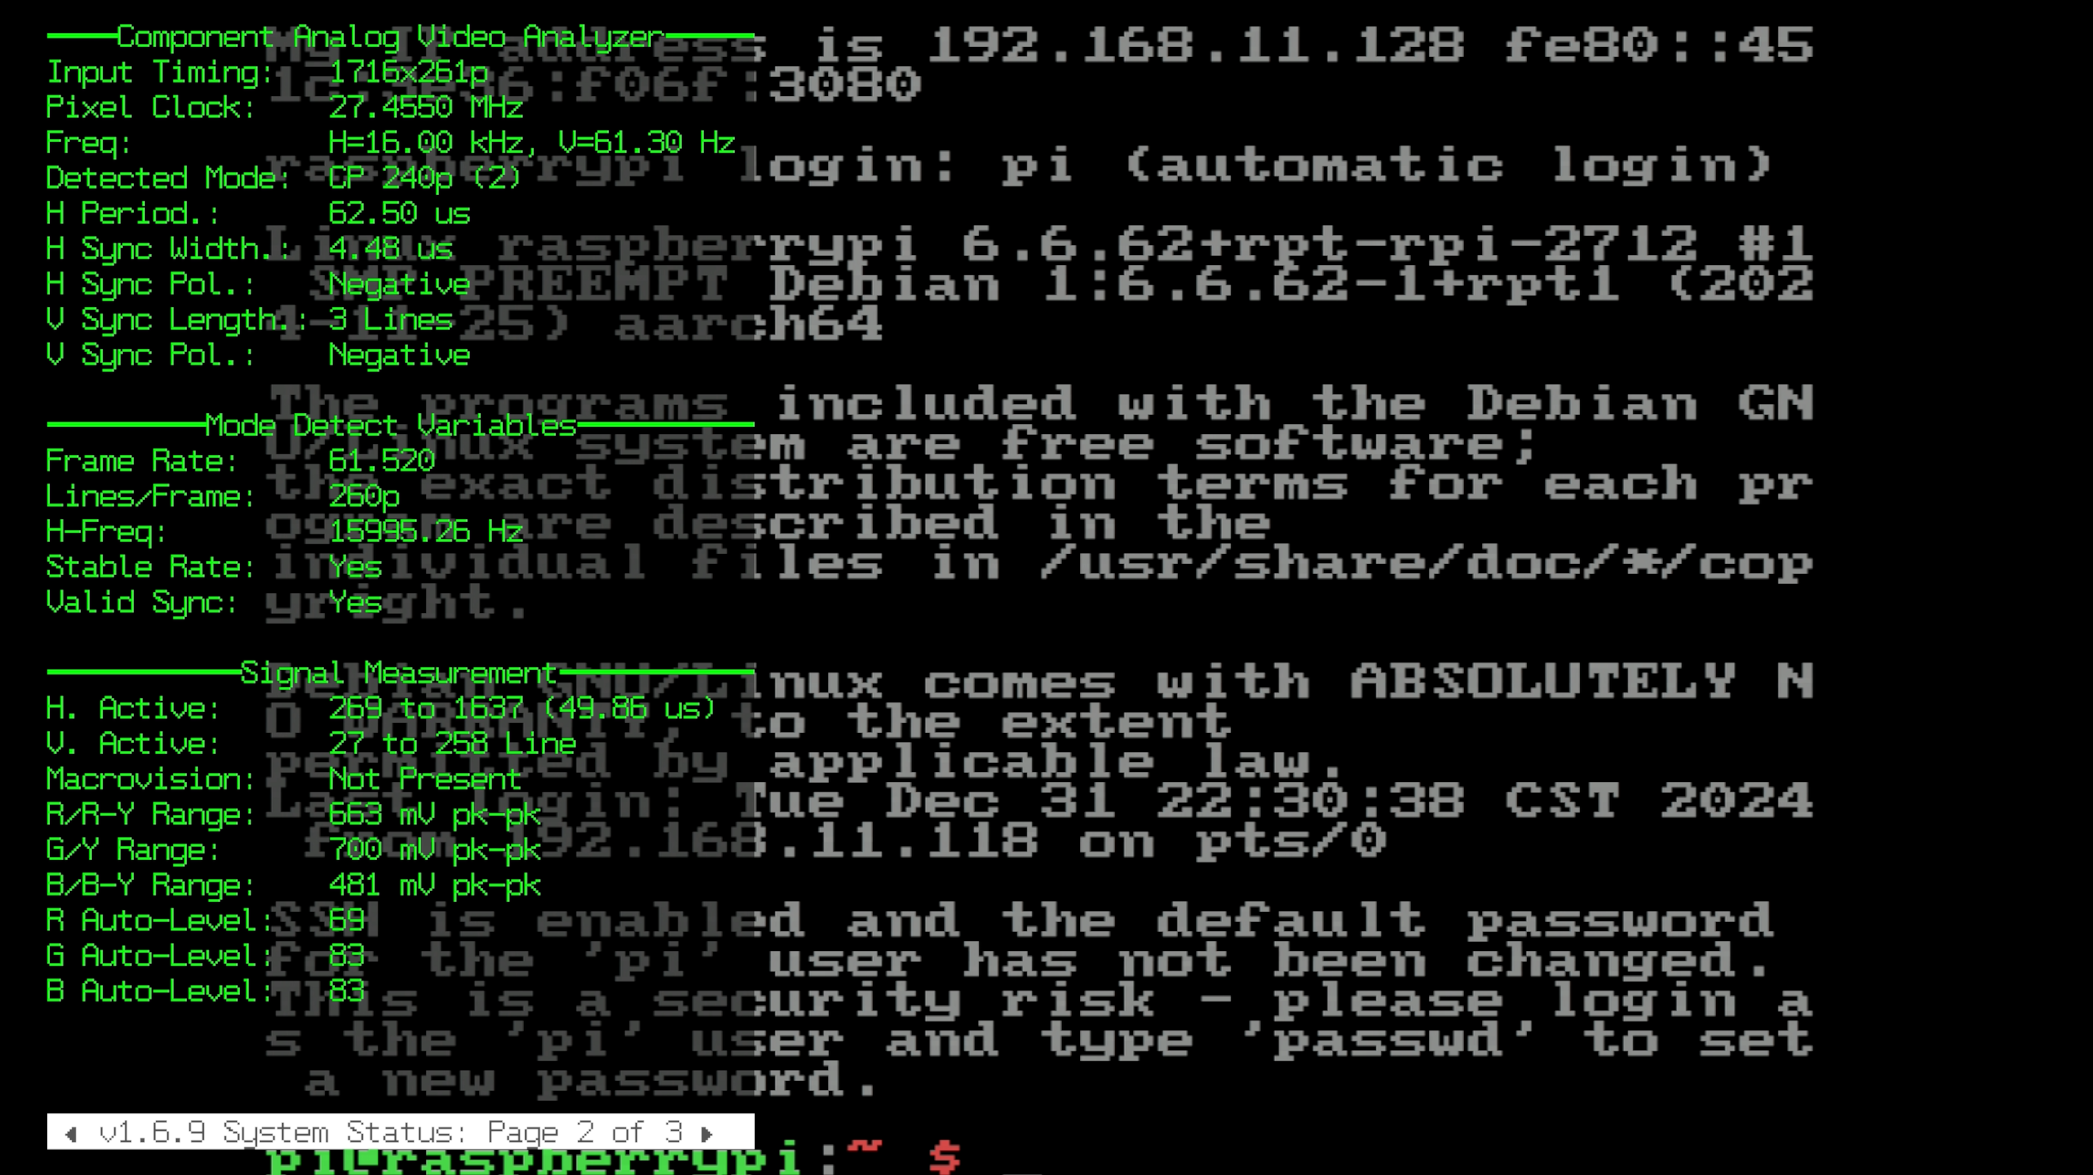 Component Analog Video Analyzer
Input Timing: 1716x261p
Pixel Clock: 27.4550 MHz
Freq: H=16.00 kHz, V=61.30 Hz
Detected Mode: CP 240p (2)
H Period.: 62.50 us
H Sync Width.: 4.48 us
H Sync Pol.: Negative
V Sync Length.: 3 Lines
V Sync Pol.: Negative
Mode Detect Variables
Frame Rate: 61.520
Lines/Frame: 260p
H-Freq: 15995.26 Hz
Stable Rate: Yes
Valid Sync: Yes
Signal Measurement
H. Active: 269 to 1637 (49.86 us)
V. Active: 27 to 258 Line
Macrovision: Not Present
R/R-Y Range: 663 mV pk-pk
G/Y Range: 700 mV pk-pk
B/B-Y Range: 481 mV pk-pk
R Auto-Level: 69
G Auto-Level: 83
B Auto-Level: 83
v1.6.9 System Status: Page 2 of 3
My IP address is 192.168.11.128 fe80::45
:f06f:3080
raspberrypi login: pi (automatic login)
Linux raspberrypi 6.6.62+rpt-rpi-2712 #1
SMP PREEMPT Debian 1:6.6.62-1+rpt1 (202
4-11-25) aarch64
The programs included with the Debian GN
U/Linux system are free software;
the exact distribution terms for each pr
ogram are described in the
individual files in /usr/share/doc/*/cop
yright.
Debian GNU/Linux comes with ABSOLUTELY N
O WARRANTY, to the extent
permitted by applicable law.
Last login: Tue Dec 31 22:30:38 CST 2024
from 192.168.11.118 on pts/0
SSH is enabled and the default password
for the 'pi' user has not been changed.
This is a security risk - please login a
s the 'pi' user and type 'passwd' to set
a new password.
pi@raspberrypi:~ $ _